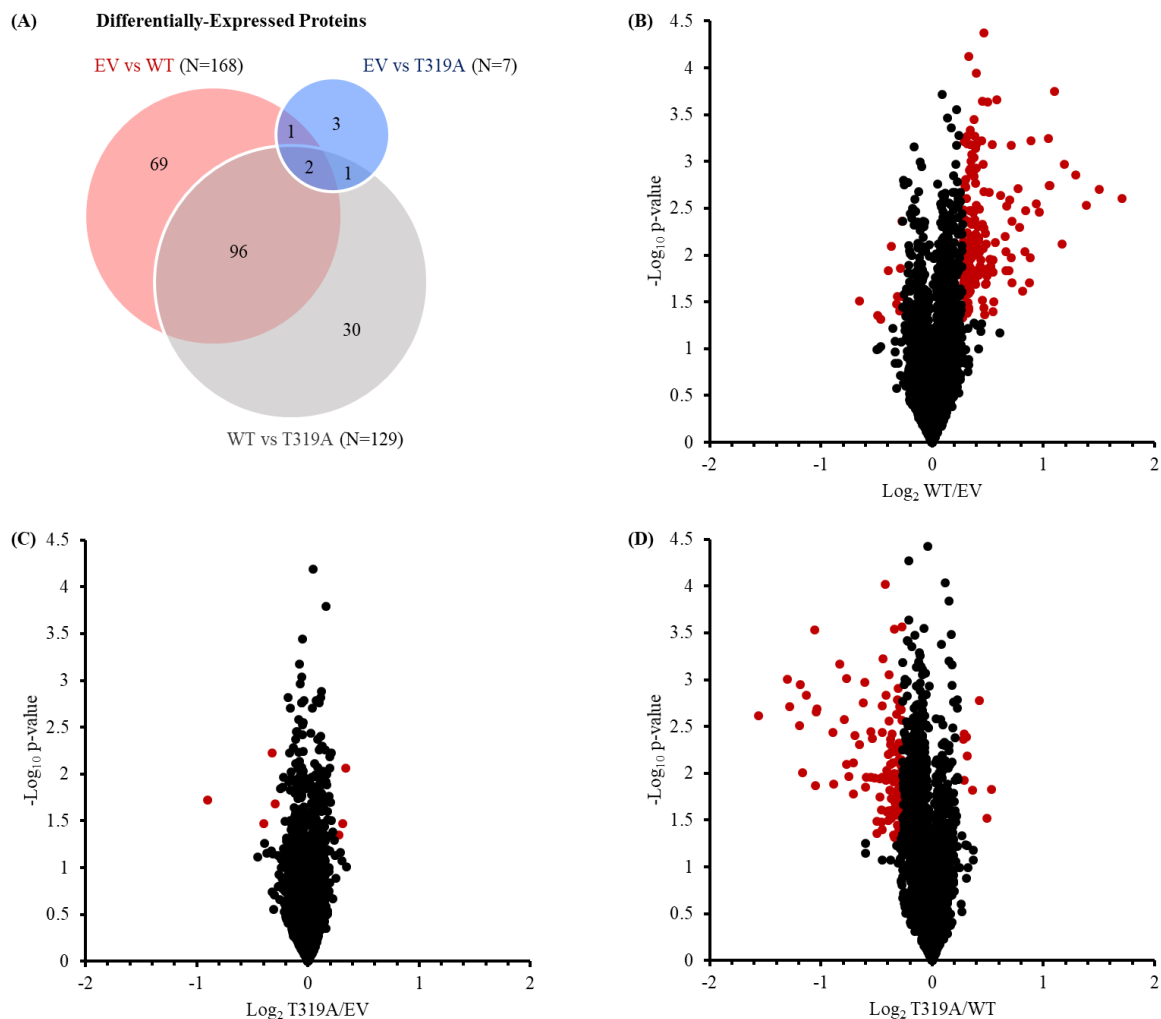 (A) Differentially-Expressed Proteins
EV vs WT (N=168)
EV vs T319A (N=7)
1
3
69
2
1
96
30
WT vs T319A (N=129)
(B)
4.5
4
3.5
3
2.5
2
1.5
1
0.5
0
-Log₁₀ p-value
-2 -1 0 1 2
Log₂ WT/EV
(C)
4.5
4
3.5
3
2.5
2
1.5
1
0.5
0
-Log₁₀ p-value
-2 -1 0 1 2
Log₂ T319A/EV
(D)
4.5
4
3.5
3
2.5
2
1.5
1
0.5
0
-Log₁₀ p-value
-2 -1 0 1 2
Log₂ T319A/WT